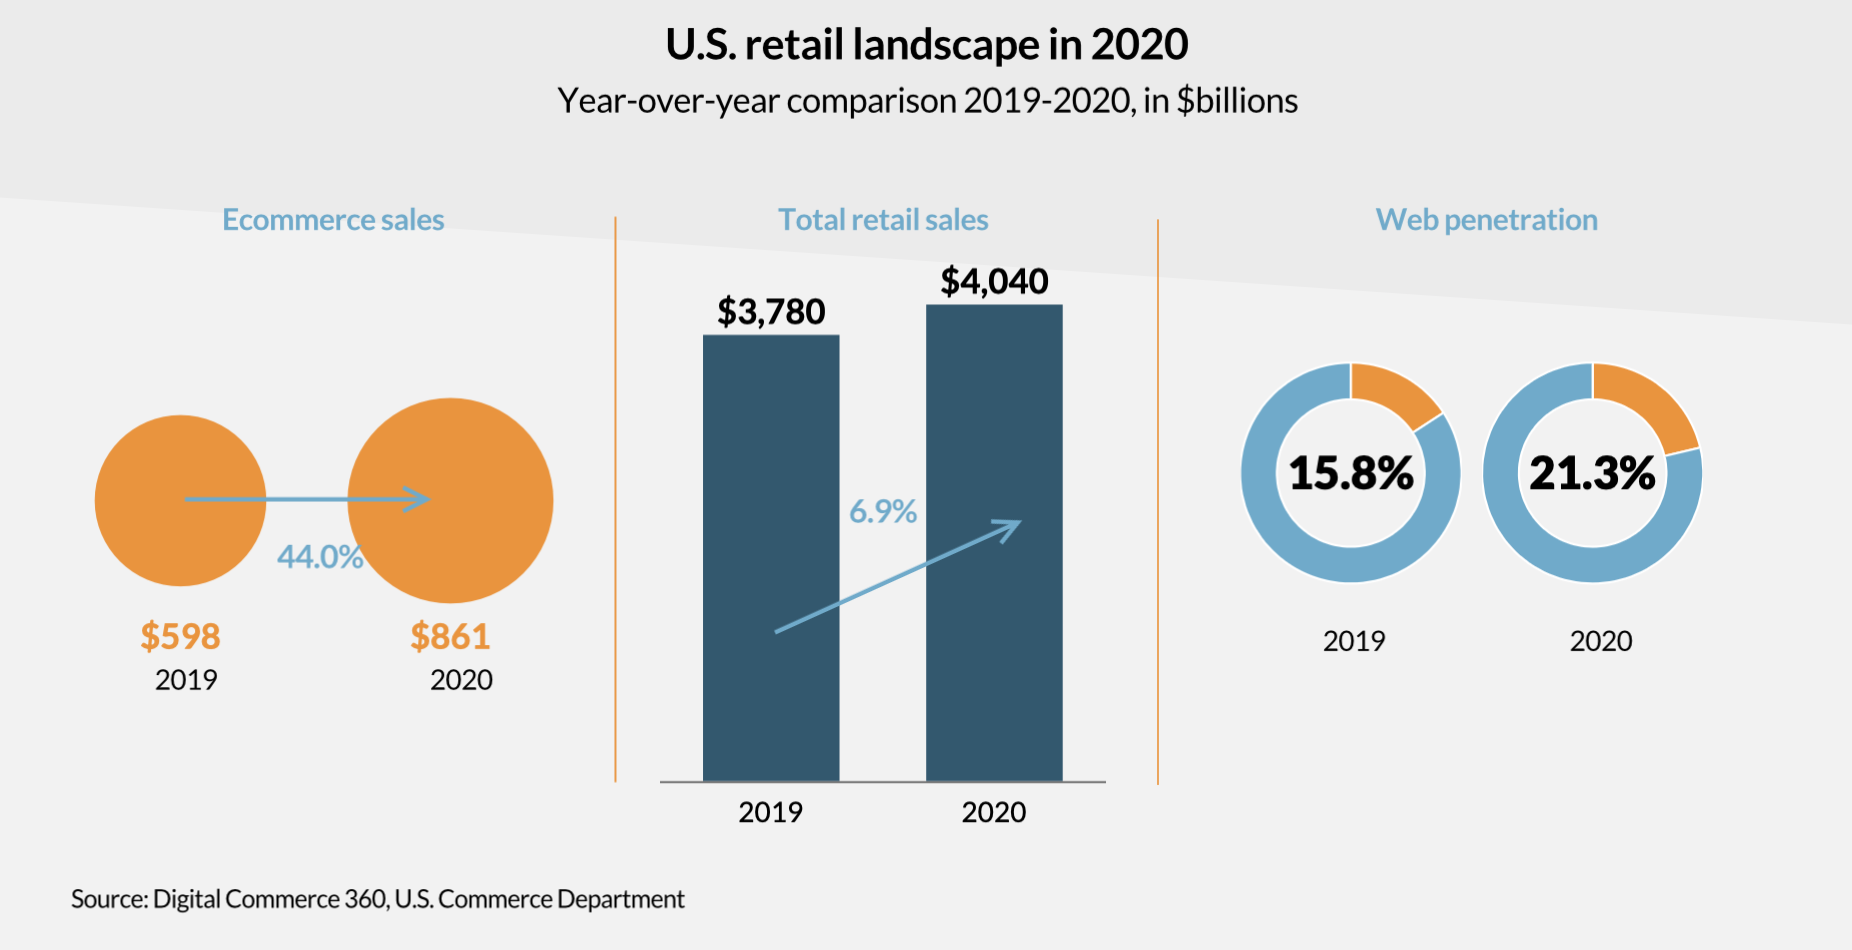 U.S. retail landscape in 2020
Year-over-year comparison 2019-2020, in $billions
Ecommerce sales
44.0%
$598
$861
2019
2020
Total retail sales
$3,780
$4,040
6.9%
2019
2020
Web penetration
15.8%
21.3%
2019
2020
Source: Digital Commerce 360, U.S. Commerce Department